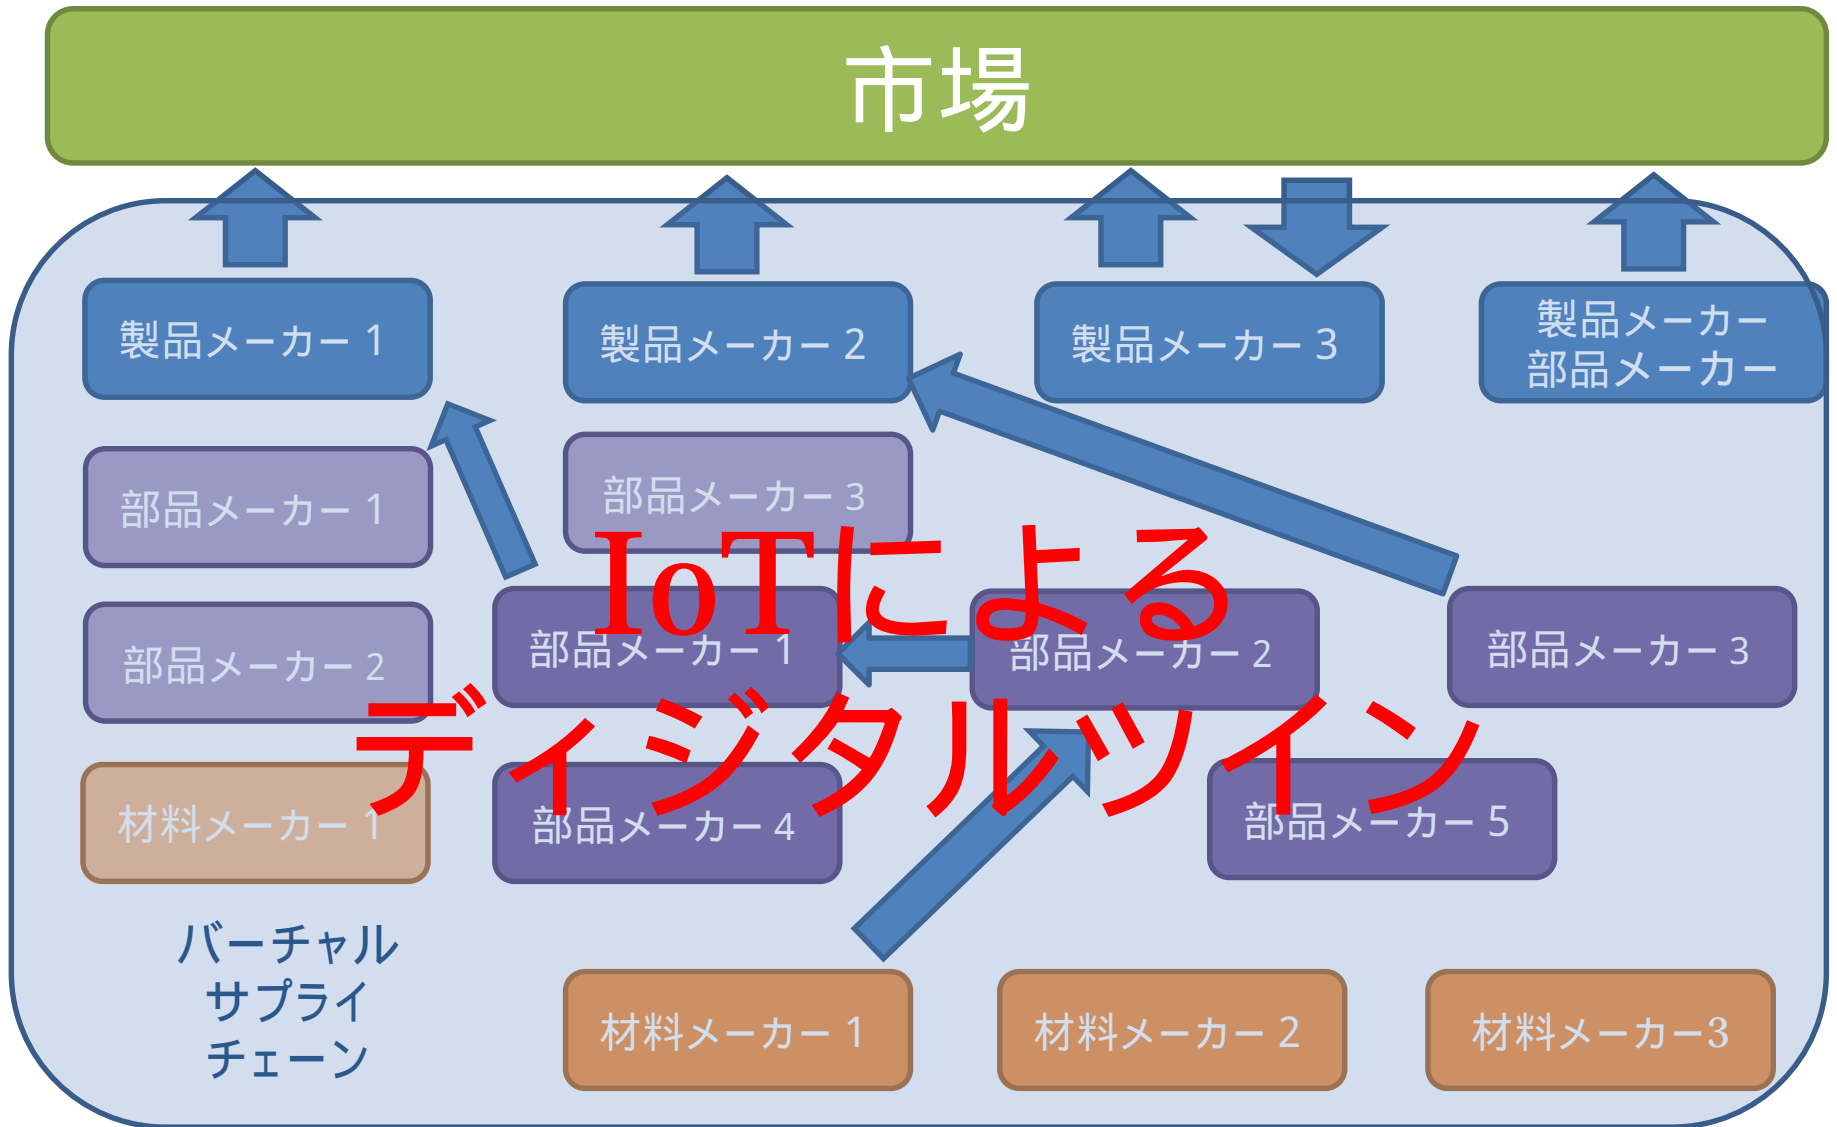 市場
製品メーカー 1
製品メーカー 2
製品メーカー 3
製品メーカー
部品メーカー
部品メーカー 1
部品メーカー 3
IoTによる
部品メーカー 2
部品メーカー 1
部品メーカー 2
部品メーカー 3
ディジタルツイン
材料メーカー 1
部品メーカー 4
部品メーカー 5
バーチャル
サプライ
チェーン
材料メーカー 1
材料メーカー 2
材料メーカー3